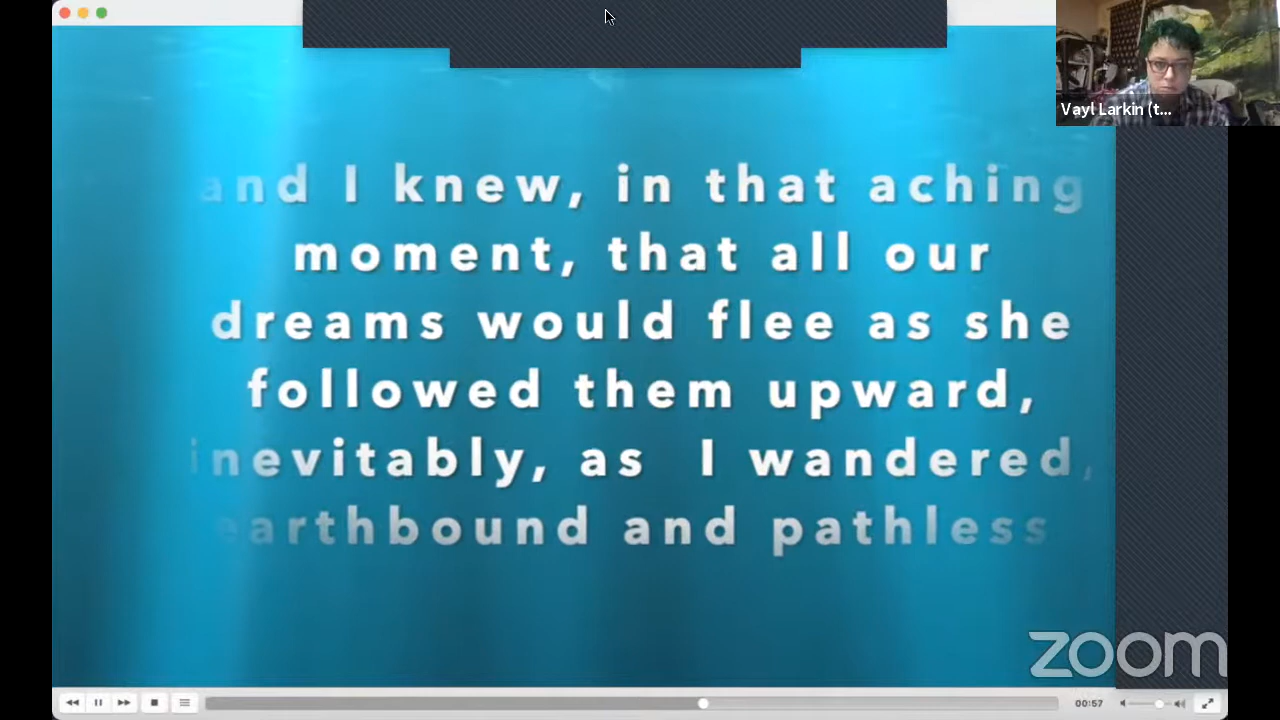 Vayl Larkin (t...
and I knew, in that aching
moment, that all our
dreams would flee as she
followed them upward,
inevitably, as I wandered,
earthbound and pathless
zoom
00:57